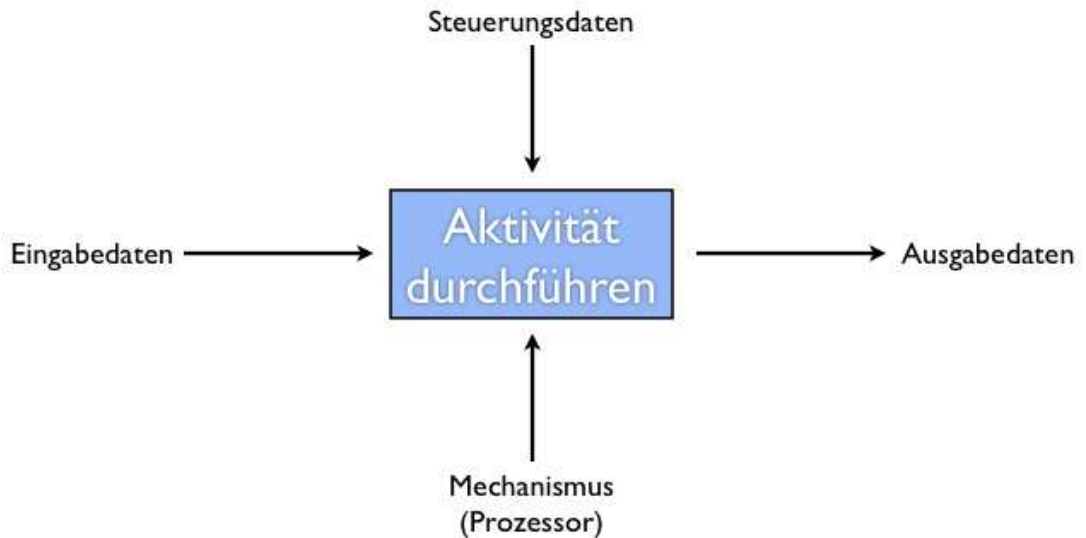 Steuerungsdaten
Eingabedaten
Aktivität
durchführen
Ausgabedaten
Mechanismus
(Prozessor)